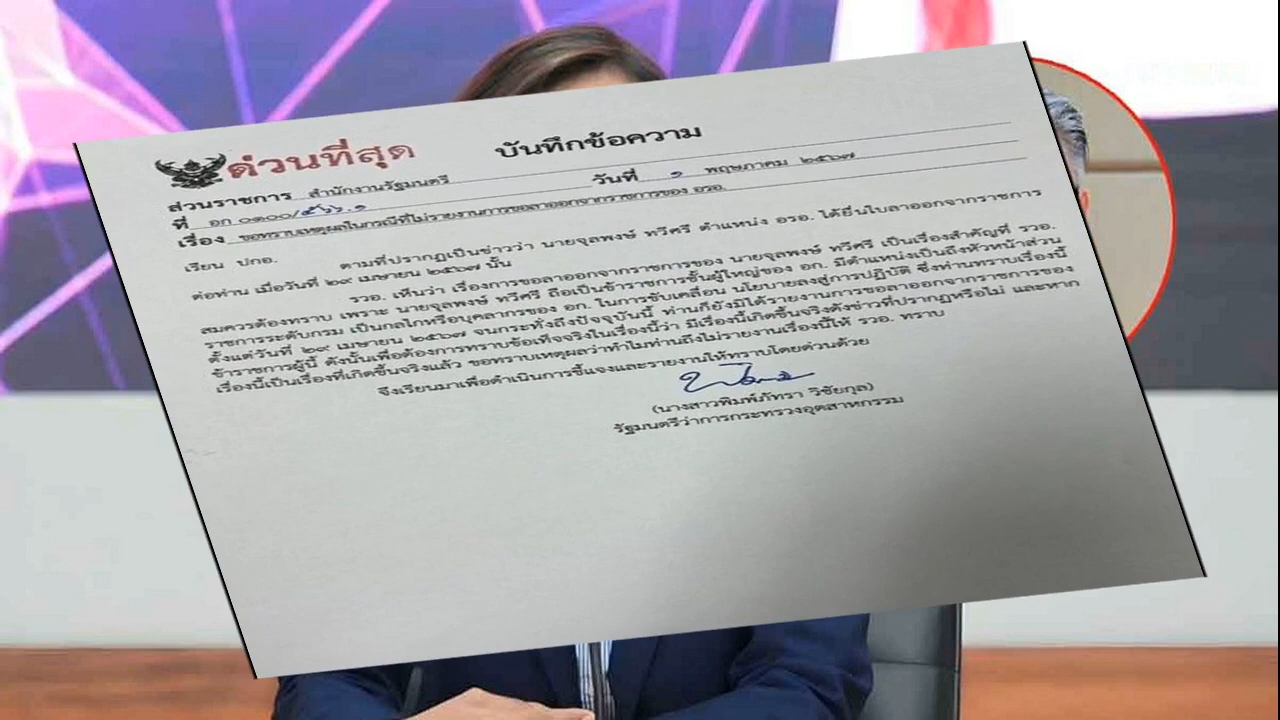 ด่วนที่สุด
บันทึกข้อความ
ส่วนราชการ สำนักงานรัฐมนตรี
ที่ อก ๐๑๐๐/ วันที่ ๑ พฤษภาคม ๒๕๖๗
เรื่อง ขอทราบเหตุผลในกรณีที่ไม่รายงานการขอลาออกจากราชการของ อรอ.
เรียน ปกอ.
ตามที่ปรากฏเป็นข่าวว่า นายจุลพงษ์ ทวีศรี ตำแหน่ง อรอ. ได้ยื่นใบลาออกจากราชการ
ต่อท่าน เมื่อวันที่ ๒๙ เมษายน ๒๕๖๗ นั้น
รวอ. เห็นว่า เรื่องการขอลาออกจากราชการของ นายจุลพงษ์ ทวีศรี เป็นเรื่องสำคัญที่ รวอ.
สมควรต้องทราบ เพราะ นายจุลพงษ์ ทวีศรี ถือเป็นข้าราชการชั้นผู้ใหญ่ของ อก. มีตำแหน่งเป็นถึงหัวหน้าส่วน
ราชการระดับกรม เป็นกลไกหรือบุคลากรของ อก. ในการขับเคลื่อน นโยบายลงสู่การปฏิบัติ ซึ่งท่านทราบเรื่องนี้
ตั้งแต่วันที่ ๒๙ เมษายน ๒๕๖๗ จนกระทั่งถึงปัจจุบันนี้ ท่านก็ยังมิได้รายงานการขอลาออกจากราชการของ
ข้าราชการผู้นี้ ดังนั้นเพื่อต้องการทราบข้อเท็จจริงในเรื่องนี้ว่า มีเรื่องนี้เกิดขึ้นจริงดังข่าวที่ปรากฏหรือไม่ และหาก
เรื่องนี้เป็นเรื่องที่เกิดขึ้นจริงแล้ว ขอทราบเหตุผลว่าทำไมท่านถึงไม่รายงานเรื่องนี้ให้ รวอ. ทราบ
จึงเรียนมาเพื่อดำเนินการชี้แจงและรายงานให้ทราบโดยด่วนด้วย
(นางสาวพิมพ์ภัทรา วิชัยกุล)
รัฐมนตรีว่าการกระทรวงอุตสาหกรรม